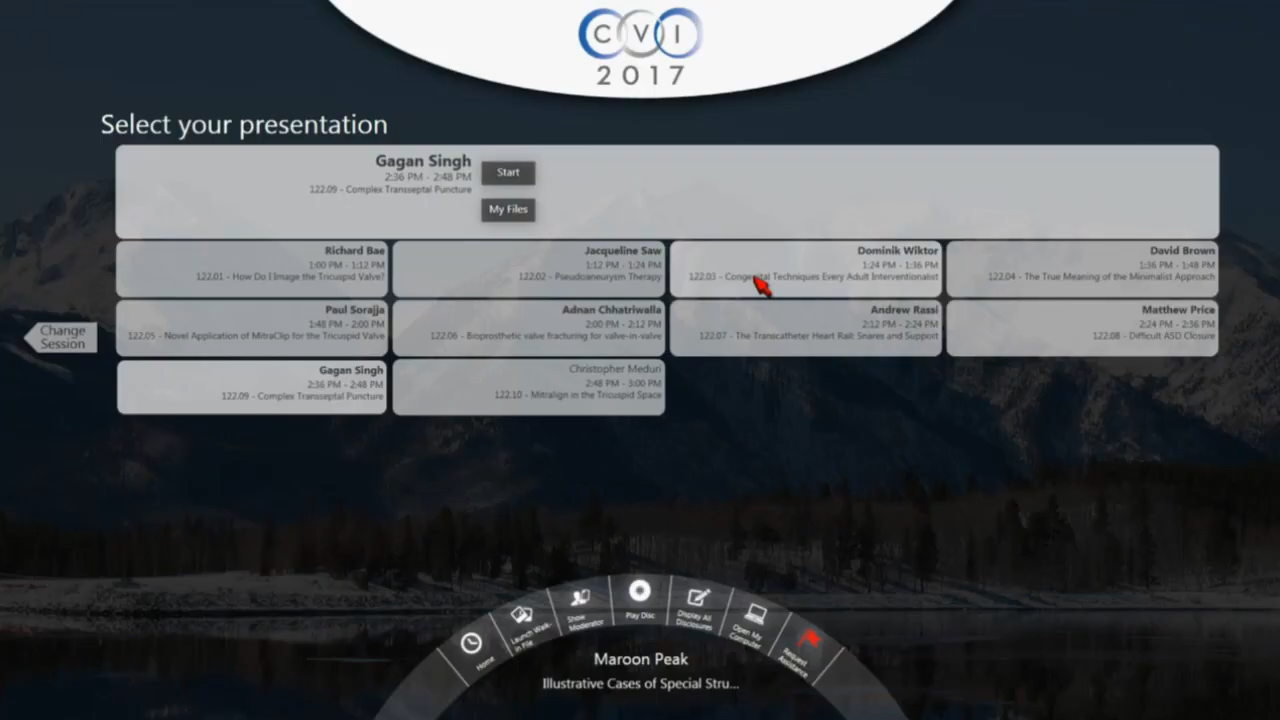 CVI
2017
Select your presentation
Gagan Singh
2:36 PM - 2:48 PM
122.09 - Complex Transseptal Puncture
Start
My Files
Richard Bae
1:00 PM - 1:12 PM
122.01 - How Do I Image the Tricuspid Valve?
Jacqueline Saw
1:12 PM - 1:24 PM
122.02 - Pseudoaneurysm Therapy
Dominik Wiktor
1:24 PM - 1:36 PM
122.03 - Congenital Techniques Every Adult Interventionalist
David Brown
1:36 PM - 1:48 PM
122.04 - The True Meaning of the Minimalist Approach
Paul Sorajja
1:48 PM - 2:00 PM
122.05 - Novel Application of MitraClip for the Tricuspid Valve
Adnan Chhatriwalla
2:00 PM - 2:12 PM
122.06 - Bioprosthetic valve fracturing for valve-in-valve
Andrew Rassi
2:12 PM - 2:24 PM
122.07 - The Transcatheter Heart Rail: Snares and Support
Matthew Price
2:24 PM - 2:36 PM
122.08 - Difficult ASD Closure
Gagan Singh
2:36 PM - 2:48 PM
122.09 - Complex Transseptal Puncture
Christopher Meduri
2:48 PM - 3:00 PM
122.10 - Mitralign in the Tricuspid Space
Change
Session
Home
Launch Walk-
in File
Show
Moderator
Play Disc
Display All
Disclosures
Open My
Computer
Request
Assistance
Maroon Peak
Illustrative Cases of Special Stru...